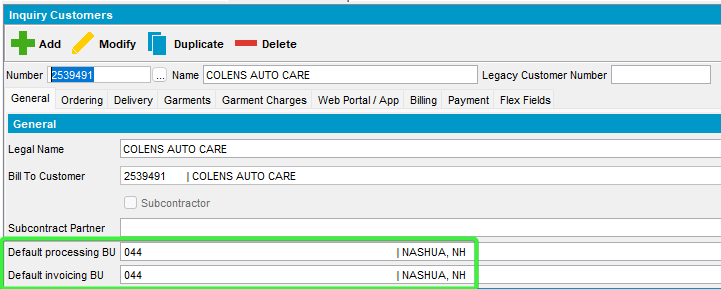 Inquiry Customers
Add Modify Duplicate Delete
Number 2539491 ... Name COLENS AUTO CARE Legacy Customer Number
General Ordering Delivery Garments Garment Charges Web Portal / App Billing Payment Flex Fields
General
Legal Name COLENS AUTO CARE
Bill To Customer 2539491 | COLENS AUTO CARE
Subcontractor
Subcontract Partner
Default processing BU 044 | NASHUA, NH
Default invoicing BU 044 | NASHUA, NH